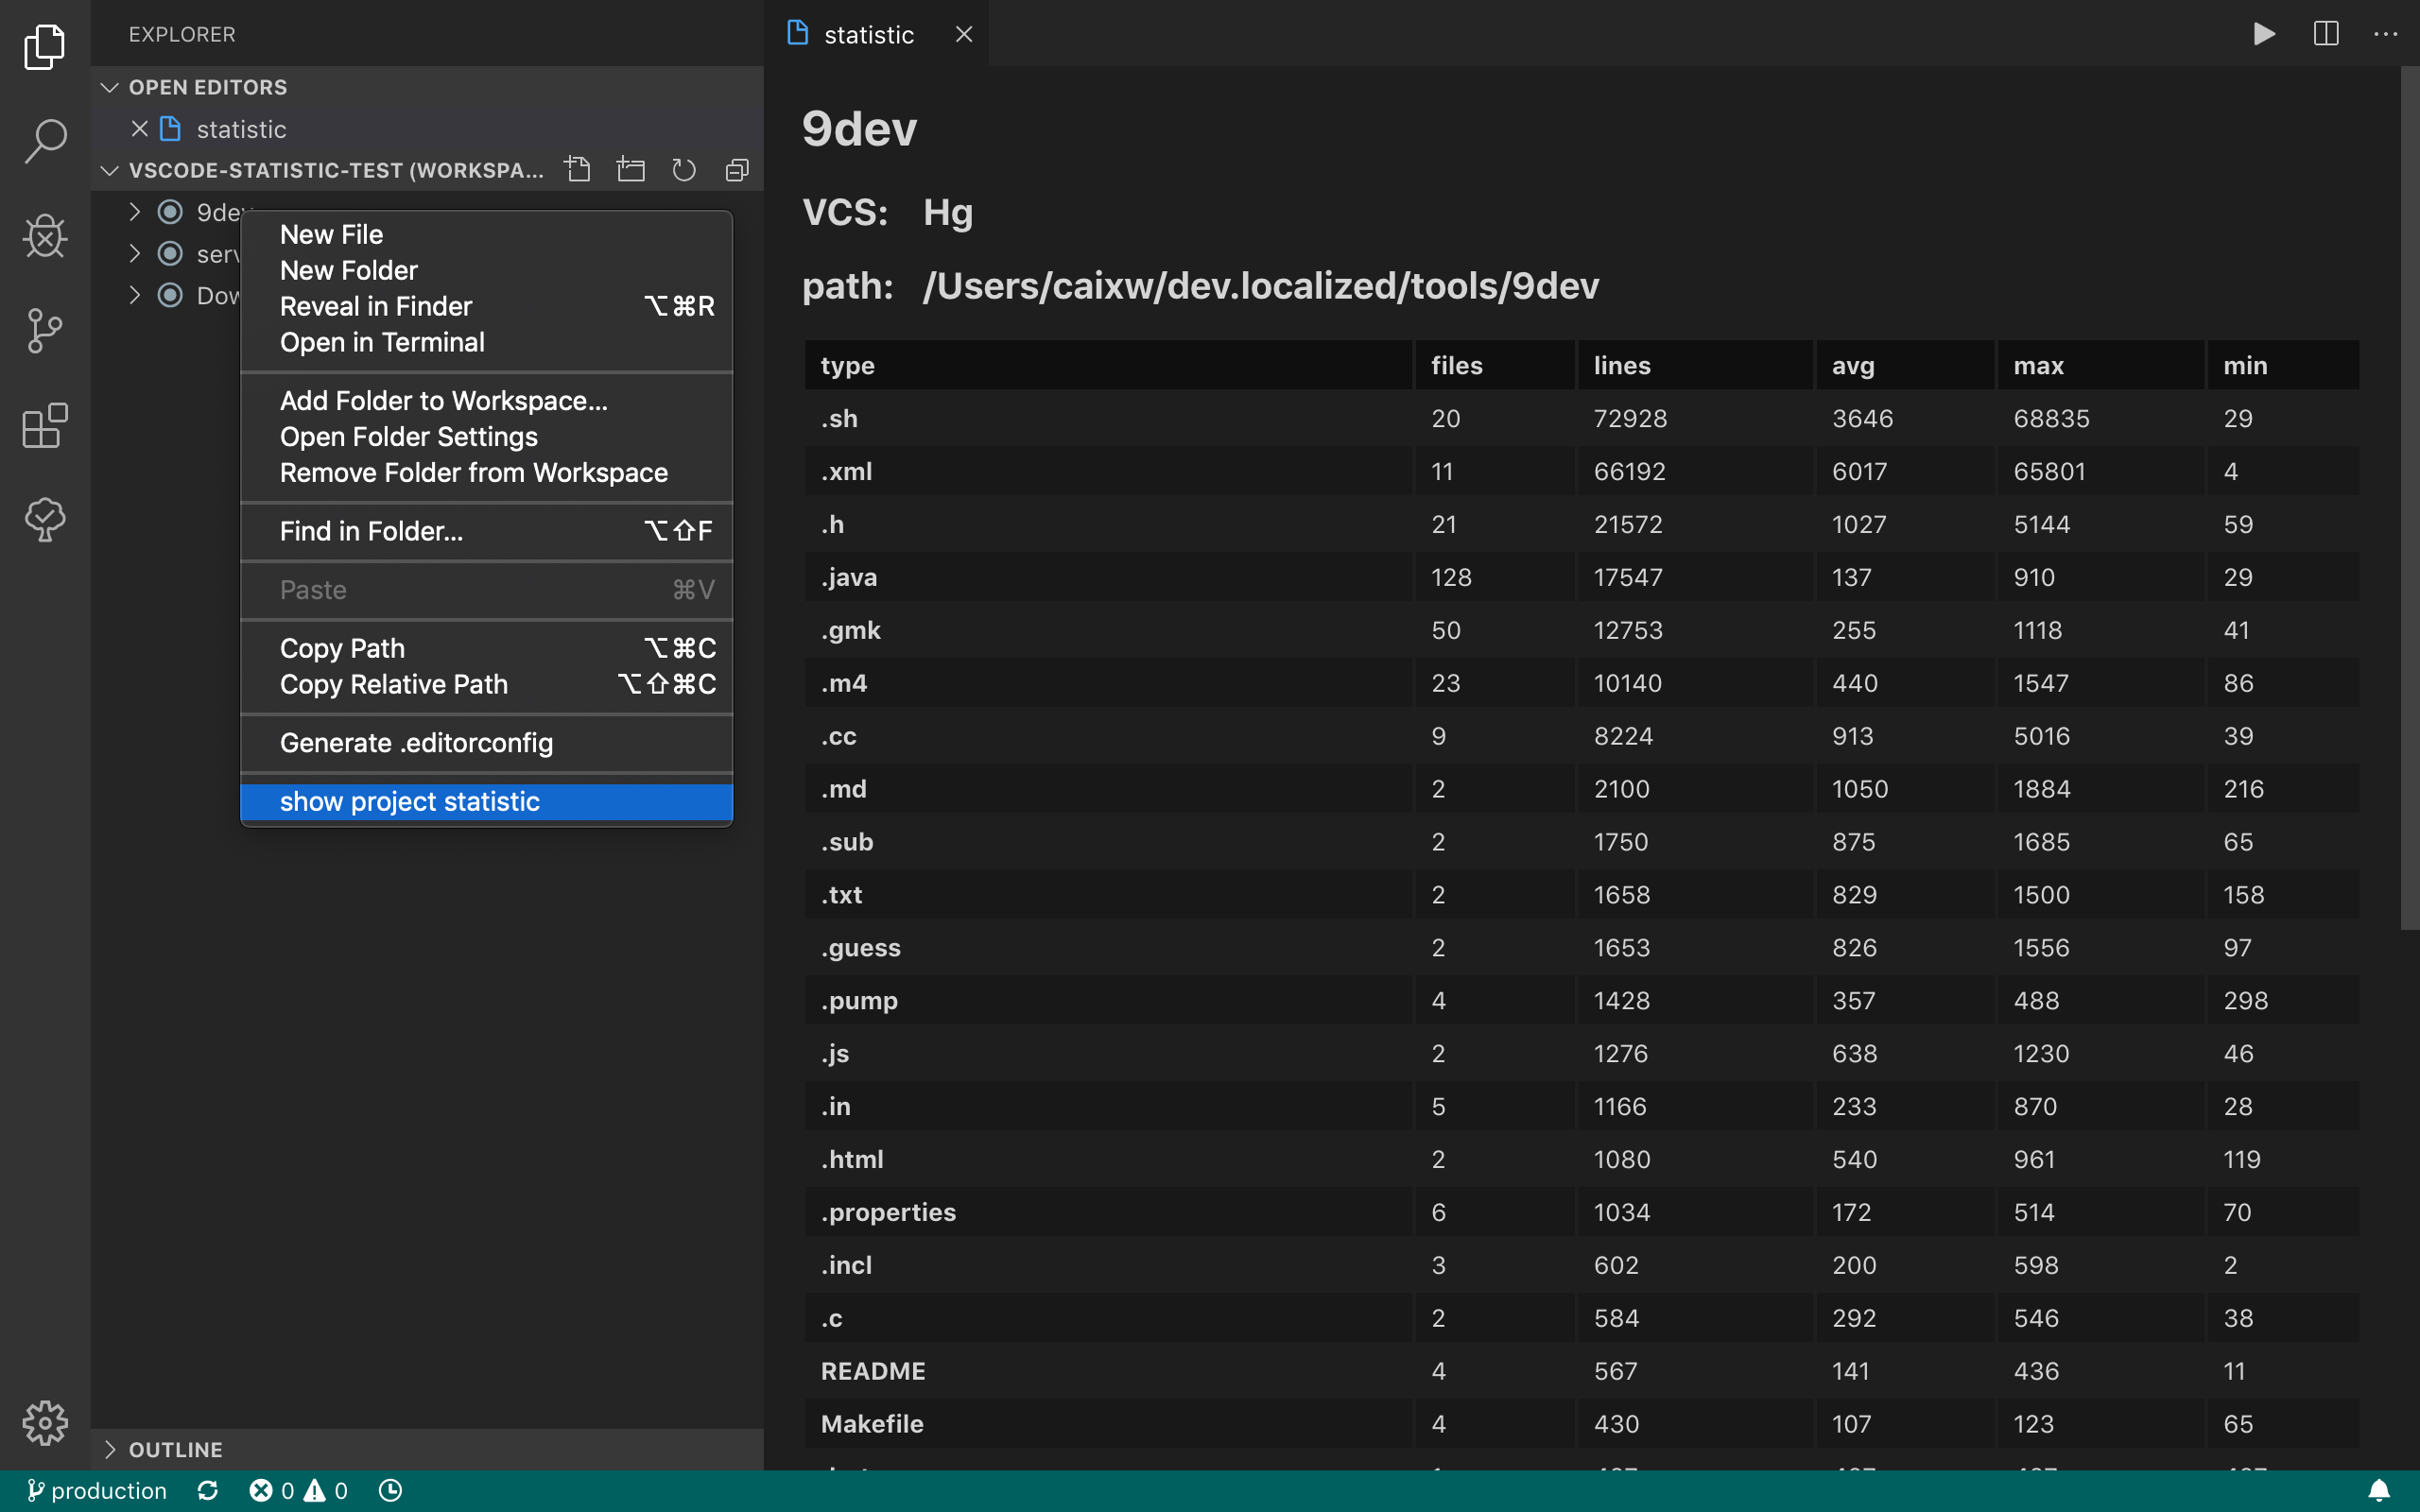 EXPLORER
OPEN EDITORS
statistic
VSCODE-STATISTIC-TEST (WORKSPA...
9dev
New File
New Folder
Reveal in Finder ⌥⌘R
Open in Terminal
Add Folder to Workspace...
Open Folder Settings
Remove Folder from Workspace
Find in Folder... ⌥⇧F
Paste ⌘V
Copy Path ⌥⌘C
Copy Relative Path ⌥⇧⌘C
Generate .editorconfig
show project statistic
OUTLINE
statistic
9dev
VCS: Hg
path: /Users/caixw/dev.localized/tools/9dev
type files lines avg max min
.sh 20 72928 3646 68835 29
.xml 11 66192 6017 65801 4
.h 21 21572 1027 5144 59
.java 128 17547 137 910 29
.gmk 50 12753 255 1118 41
.m4 23 10140 440 1547 86
.cc 9 8224 913 5016 39
.md 2 2100 1050 1884 216
.sub 2 1750 875 1685 65
.txt 2 1658 829 1500 158
.guess 2 1653 826 1556 97
.pump 4 1428 357 488 298
.js 2 1276 638 1230 46
.in 5 1166 233 870 28
.html 2 1080 540 961 119
.properties 6 1034 172 514 70
.incl 3 602 200 598 2
.c 2 584 292 546 38
README 4 567 141 436 11
Makefile 4 430 107 123 65
production 0 0